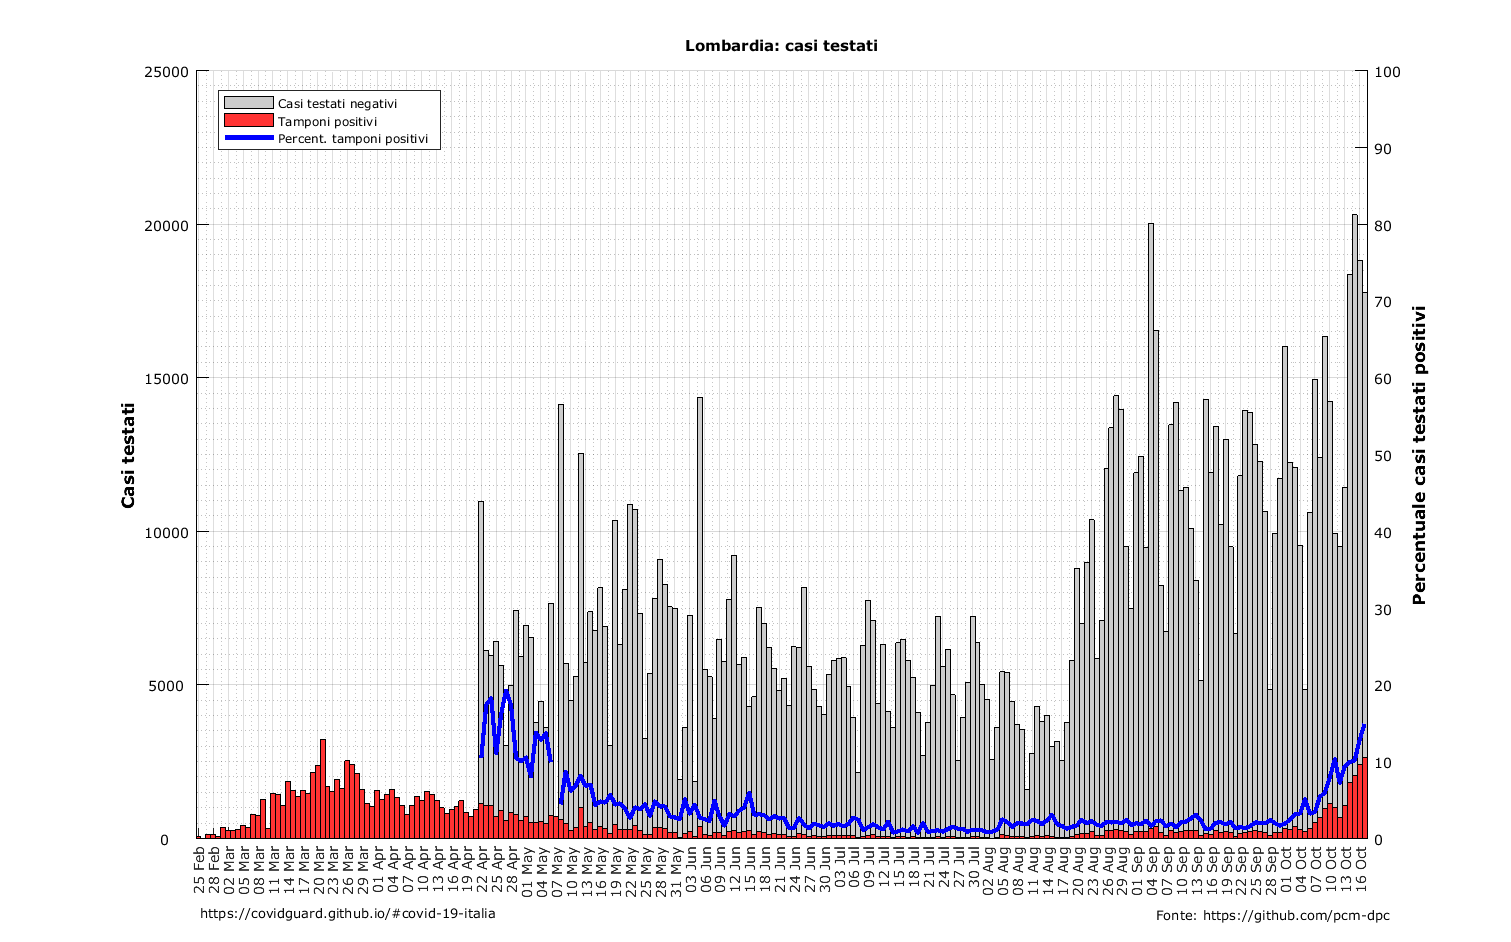 Lombardia: casi testati
25000
20000
15000
10000
5000
0
Casi testati
Casi testati negativi
Tamponi positivi
Percent. tamponi positivi
100
90
80
70
60
50
40
30
20
10
0
Percentuale casi testati positivi
25 Feb
28 Feb
02 Mar
05 Mar
08 Mar
11 Mar
14 Mar
17 Mar
20 Mar
23 Mar
26 Mar
29 Mar
01 Apr
04 Apr
07 Apr
10 Apr
13 Apr
16 Apr
19 Apr
22 Apr
25 Apr
28 Apr
01 May
04 May
07 May
10 May
13 May
16 May
19 May
22 May
25 May
28 May
31 May
03 Jun
06 Jun
09 Jun
12 Jun
15 Jun
18 Jun
21 Jun
24 Jun
27 Jun
30 Jun
03 Jul
06 Jul
09 Jul
12 Jul
15 Jul
18 Jul
21 Jul
24 Jul
27 Jul
30 Jul
02 Aug
05 Aug
08 Aug
11 Aug
14 Aug
17 Aug
20 Aug
23 Aug
26 Aug
29 Aug
01 Sep
04 Sep
07 Sep
10 Sep
13 Sep
16 Sep
19 Sep
22 Sep
25 Sep
28 Sep
01 Oct
04 Oct
07 Oct
10 Oct
13 Oct
16 Oct
https://covidguard.github.io/#covid-19-italia
Fonte: https://github.com/pcm-dpc